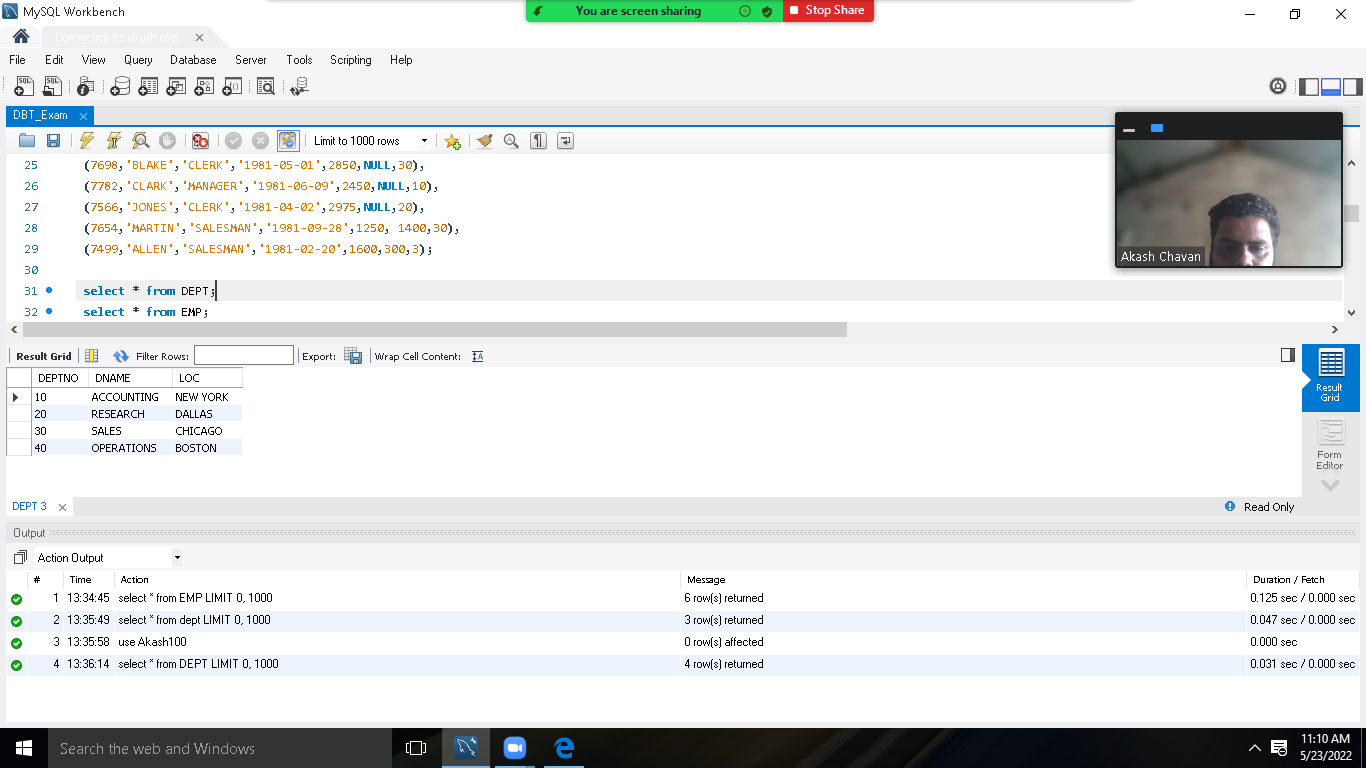 MySQL Workbench
You are screen sharing
Stop Share
Connection for akash user
File Edit View Query Database Server Tools Scripting Help
DBT_Exam
Limit to 1000 rows
25 (7698,'BLAKE','CLERK','1981-05-01',2850,NULL,30),
26 (7782,'CLARK','MANAGER','1981-06-09',2450,NULL,10),
27 (7566,'JONES','CLERK','1981-04-02',2975,NULL,20),
28 (7654,'MARTIN','SALESMAN','1981-09-28',1250, 1400,30),
29 (7499,'ALLEN','SALESMAN','1981-02-20',1600,300,3);
30
31 select * from DEPT;
32 select * from EMP;
Akash Chavan
Result Grid Filter Rows: Export: Wrap Cell Content:
DEPTNO DNAME LOC
10 ACCOUNTING NEW YORK
20 RESEARCH DALLAS
30 SALES CHICAGO
40 OPERATIONS BOSTON
Result
Grid
Form
Editor
DEPT 3
Read Only
Output
Action Output
# Time Action Message Duration / Fetch
1 13:34:45 select * from EMP LIMIT 0, 1000 6 row(s) returned 0.125 sec / 0.000 sec
2 13:35:49 select * from dept LIMIT 0, 1000 3 row(s) returned 0.047 sec / 0.000 sec
3 13:35:58 use Akash100 0 row(s) affected 0.000 sec
4 13:36:14 select * from DEPT LIMIT 0, 1000 4 row(s) returned 0.031 sec / 0.000 sec
Search the web and Windows
11:10 AM
5/23/2022